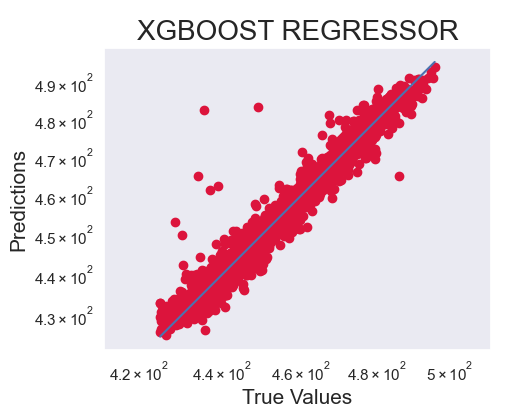 XGBOOST REGRESSOR
Predictions
4.9 × 10²
4.8 × 10²
4.7 × 10²
4.6 × 10²
4.5 × 10²
4.4 × 10²
4.3 × 10²
4.2 × 10² 4.4 × 10² 4.6 × 10² 4.8 × 10² 5 × 10²
True Values